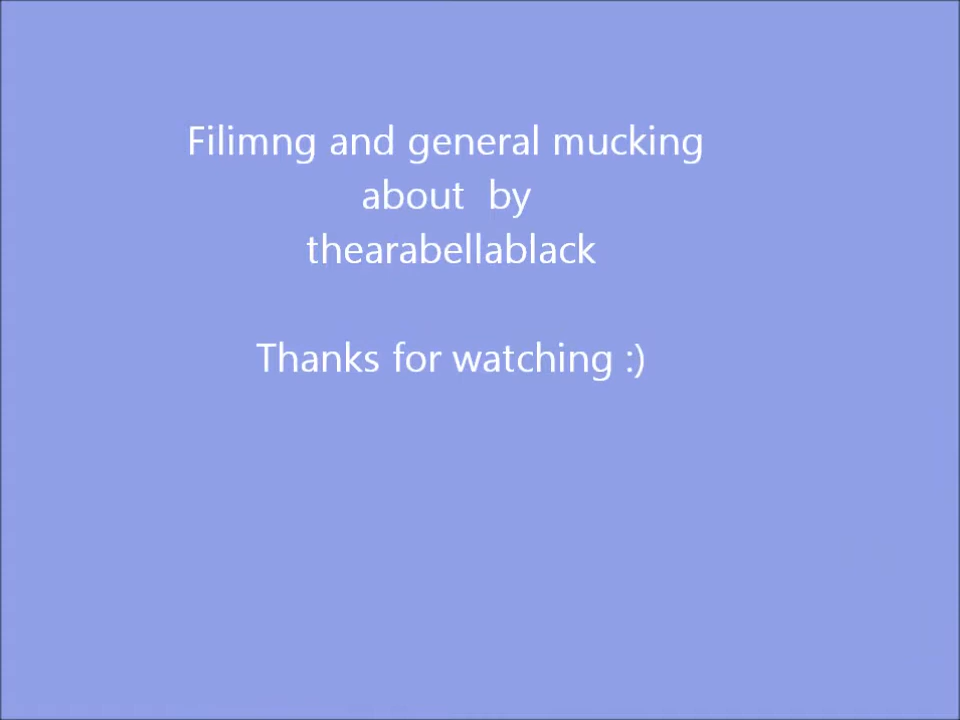 Filimng and general mucking
about  by
thearabellablack
Thanks for watching :)